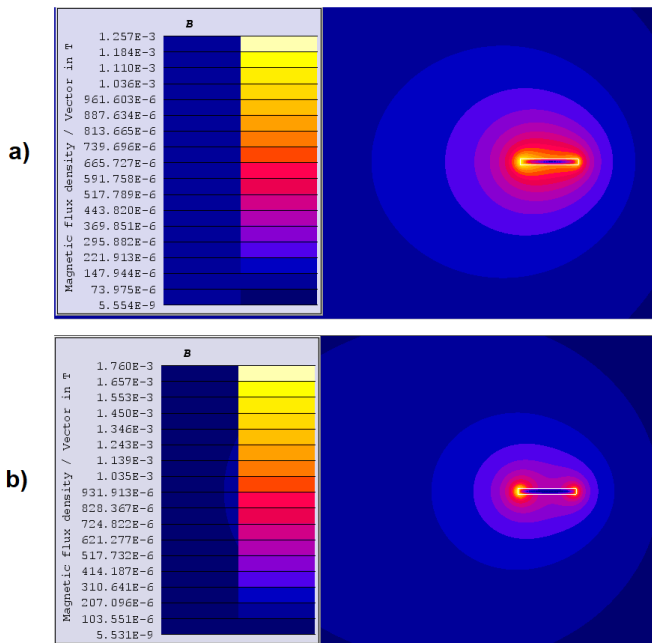 a)
B
Magnetic flux density / Vector in T
1.257E-3
1.184E-3
1.110E-3
1.036E-3
961.603E-6
887.634E-6
813.665E-6
739.696E-6
665.727E-6
591.758E-6
517.789E-6
443.820E-6
369.851E-6
295.882E-6
221.913E-6
147.944E-6
73.975E-6
5.554E-9
b)
B
Magnetic flux density / Vector in T
1.760E-3
1.657E-3
1.553E-3
1.450E-3
1.346E-3
1.243E-3
1.139E-3
1.035E-3
931.913E-6
828.367E-6
724.822E-6
621.277E-6
517.732E-6
414.187E-6
310.641E-6
207.096E-6
103.551E-6
5.531E-9